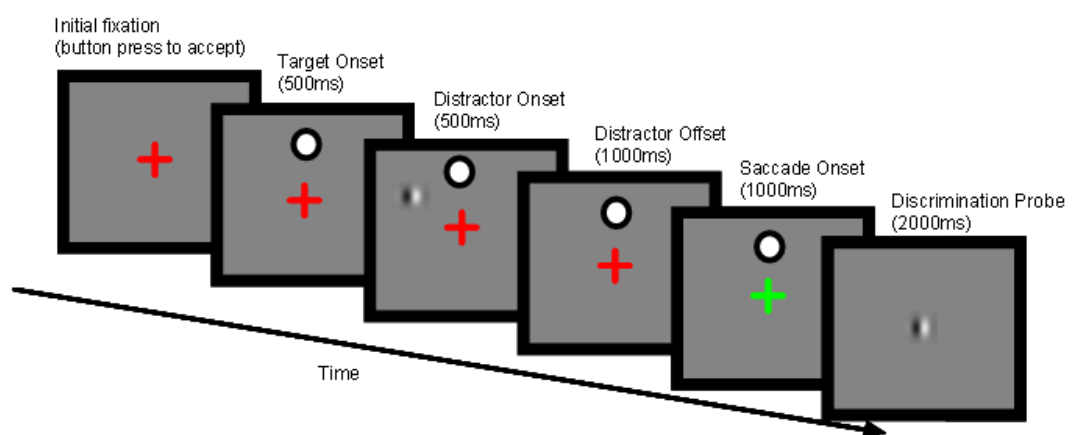 Initial fixation
(button press to accept)
Target Onset
(500ms)
Distractor Onset
(500ms)
Distractor Offset
(1000ms)
Saccade Onset
(1000ms)
Discrimination Probe
(2000ms)
Time